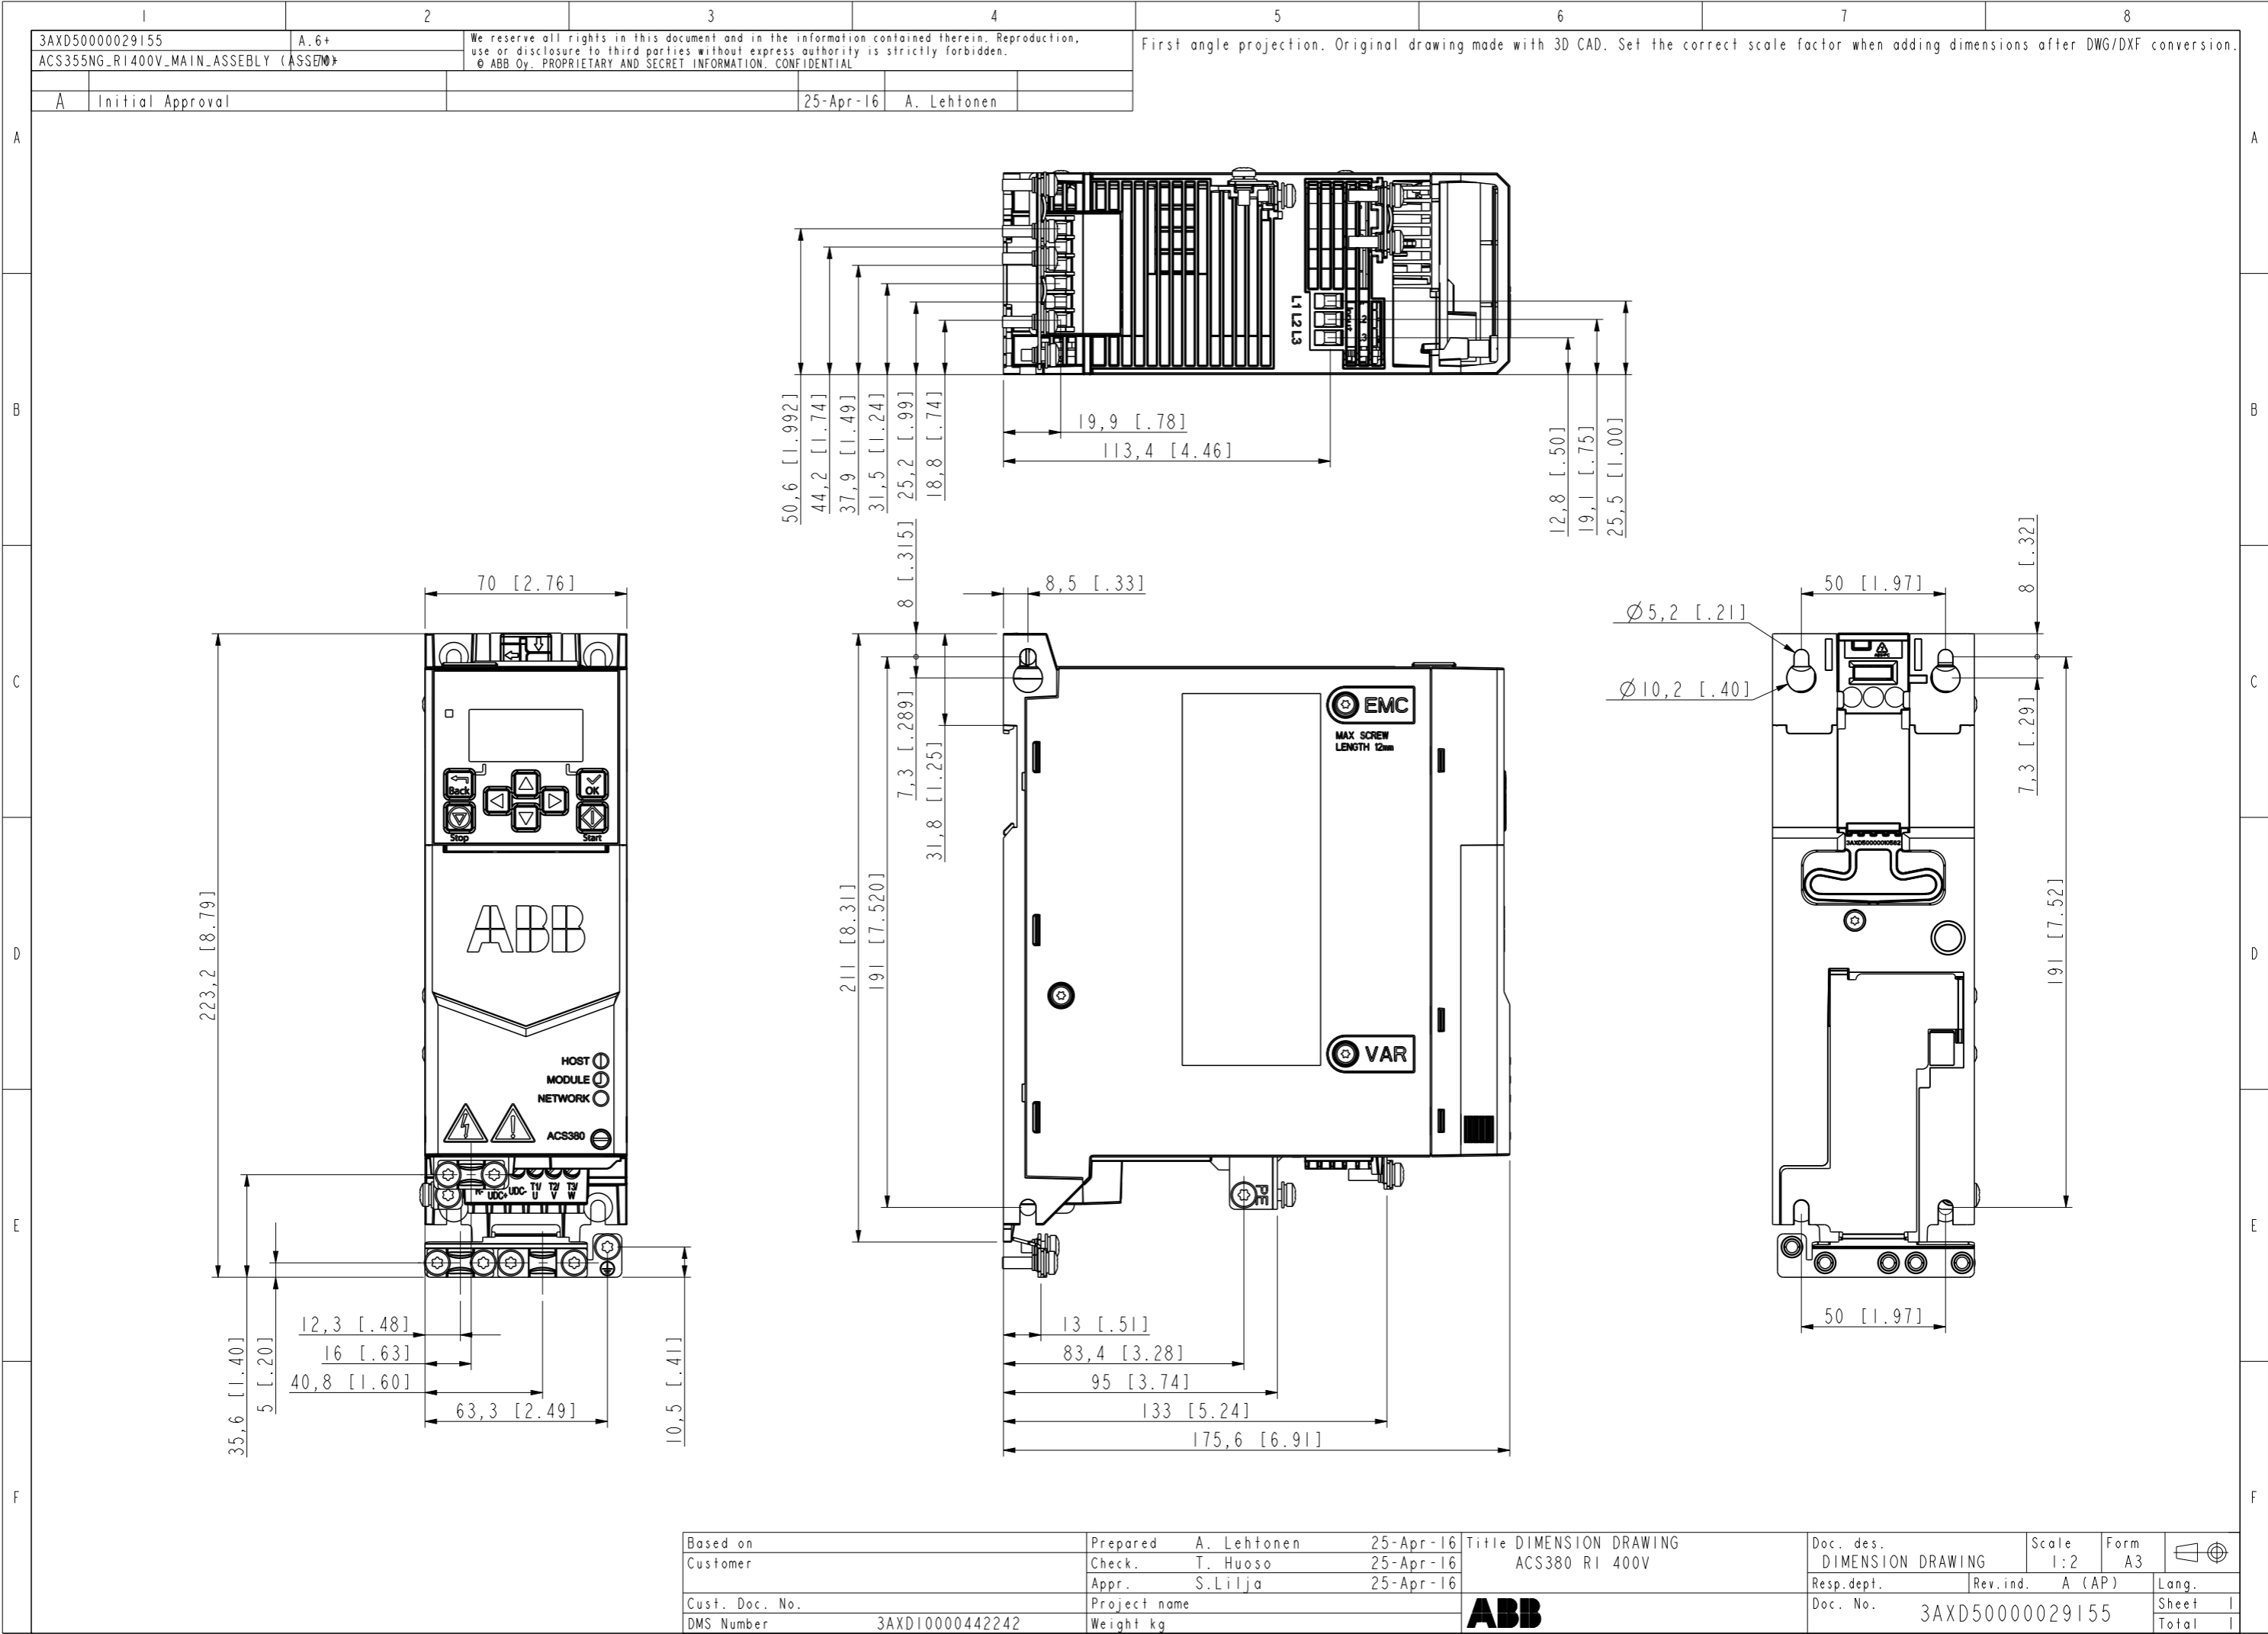 1 2 3 4 5 6 7 8
3AXD50000029155 A.6+
ACS355NG_R1400V_MAIN_ASSEBLY
We reserve all rights in this document and in the information contained therein. Reproduction,
use or disclosure to third parties without express authority is strictly forbidden.
© ABB Oy. PROPRIETARY AND SECRET INFORMATION. CONFIDENTIAL
First angle projection. Original drawing made with 3D CAD. Set the correct scale factor when adding dimensions after DWG/DXF conversion.
A Initial Approval 25-Apr-16 A. Lehtonen
A A
B B
C C
D D
E E
F F
L1 L2 L3
2
3
50,6 [1.992]
44,2 [1.74]
37,9 [1.49]
31,5 [1.24]
25,2 [.99]
18,8 [.74]
19,9 [.78]
113,4 [4.46]
12,8 [.50]
19,1 [.75]
25,5 [1.00]
70 [2.76]
223,2 [8.79]
Back
OK
Stop
Start
ABB
HOST
MODULE
NETWORK
ACS380
R-
UDC+
UDC-
T1/
U
T2/
V
T3/
W
12,3 [.48]
16 [.63]
40,8 [1.60]
63,3 [2.49]
35,6 [1.40]
5 [.20]
10,5 [.41]
8 [.315]
8,5 [.33]
7,3 [.289]
31,8 [1.25]
211 [8.31]
191 [7.520]
EMC
MAX SCREW
LENGTH 12mm
VAR
PE
13 [.51]
83,4 [3.28]
95 [3.74]
133 [5.24]
175,6 [6.91]
50 [1.97]
8 [.32]
Ø5,2 [.21]
Ø10,2 [.40]
7,3 [.29]
3AXD50000010582
191 [7.52]
50 [1.97]
Based on
Customer
Cust. Doc. No.
DMS Number 3AXD10000442242
Prepared A. Lehtonen 25-Apr-16
Check. T. Huoso 25-Apr-16
Appr. S.Lilja 25-Apr-16
Project name
Weight kg
Title DIMENSION DRAWING
ACS380 R1 400V
ABB
Doc. des.
DIMENSION DRAWING
Scale
1:2
Form
A3
Resp.dept. Rev.ind. A (AP) Lang.
Doc. No. 3AXD50000029155
Sheet 1
Total 1